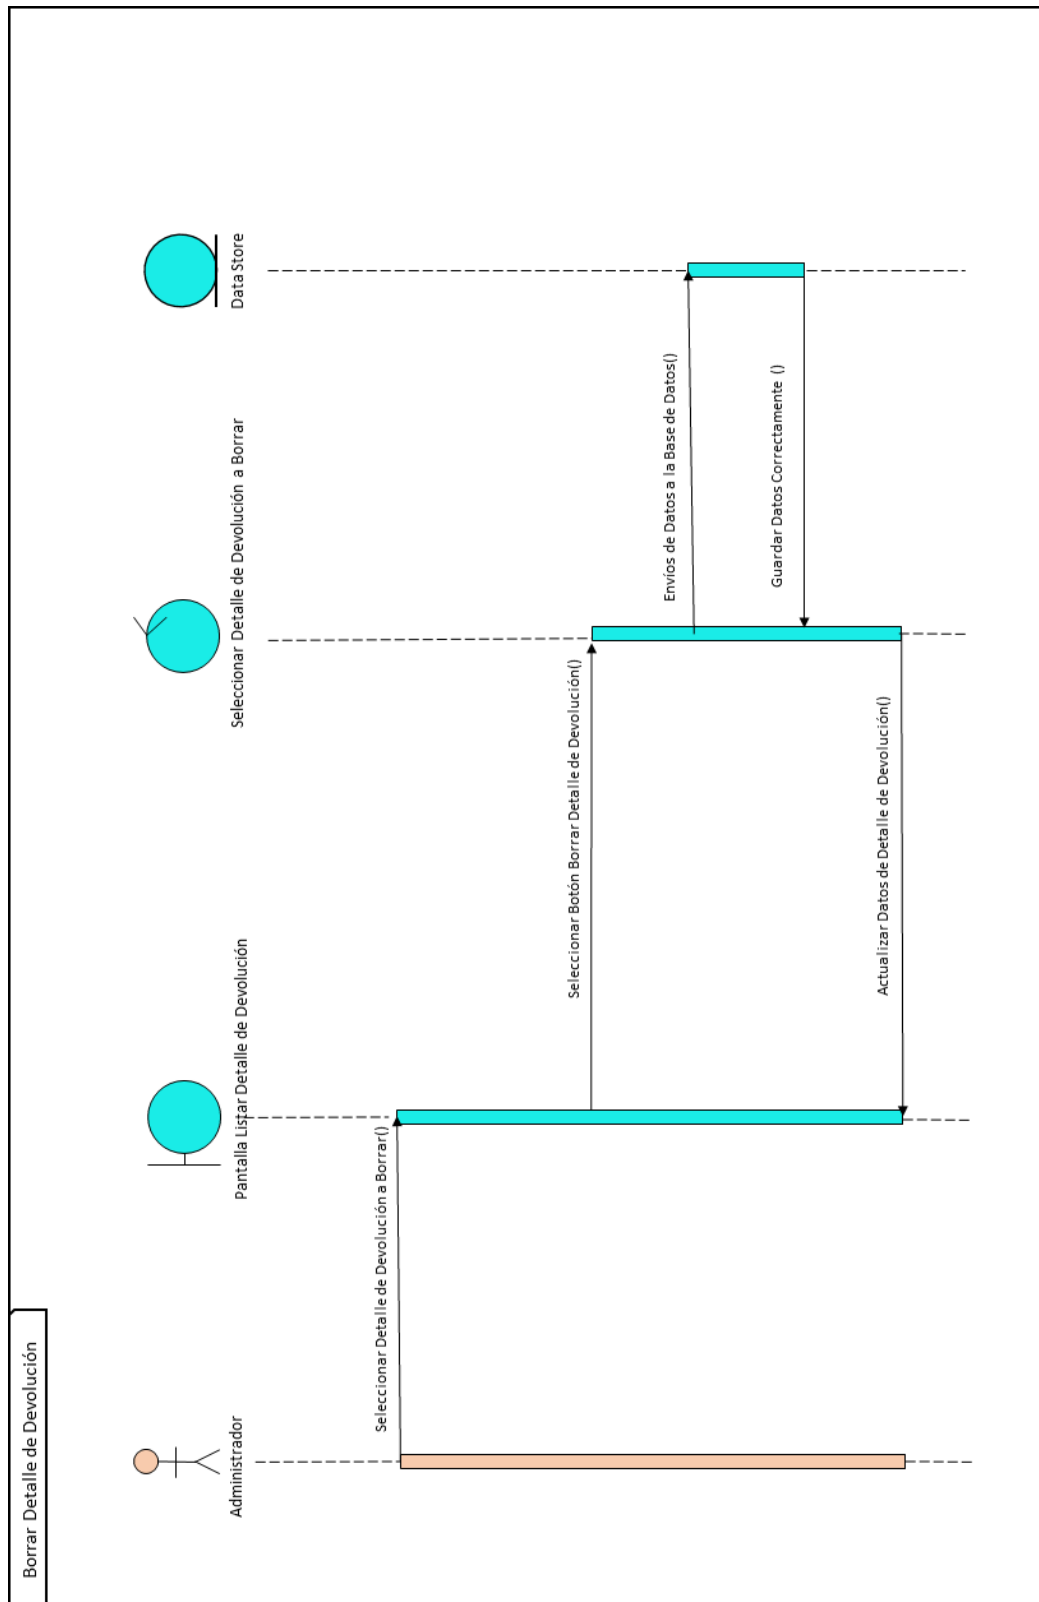 Borrar Detalle de Devolución
Administrador
Pantalla Listar Detalle de Devolución
Seleccionar Detalle de Devolución a Borrar
Data Store
Seleccionar Detalle de Devolución a Borrar()
Seleccionar Botón Borrar Detalle de Devolución()
Envíos de Datos a la Base de Datos()
Guardar Datos Correctamente ()
Actualizar Datos de Detalle de Devolución()